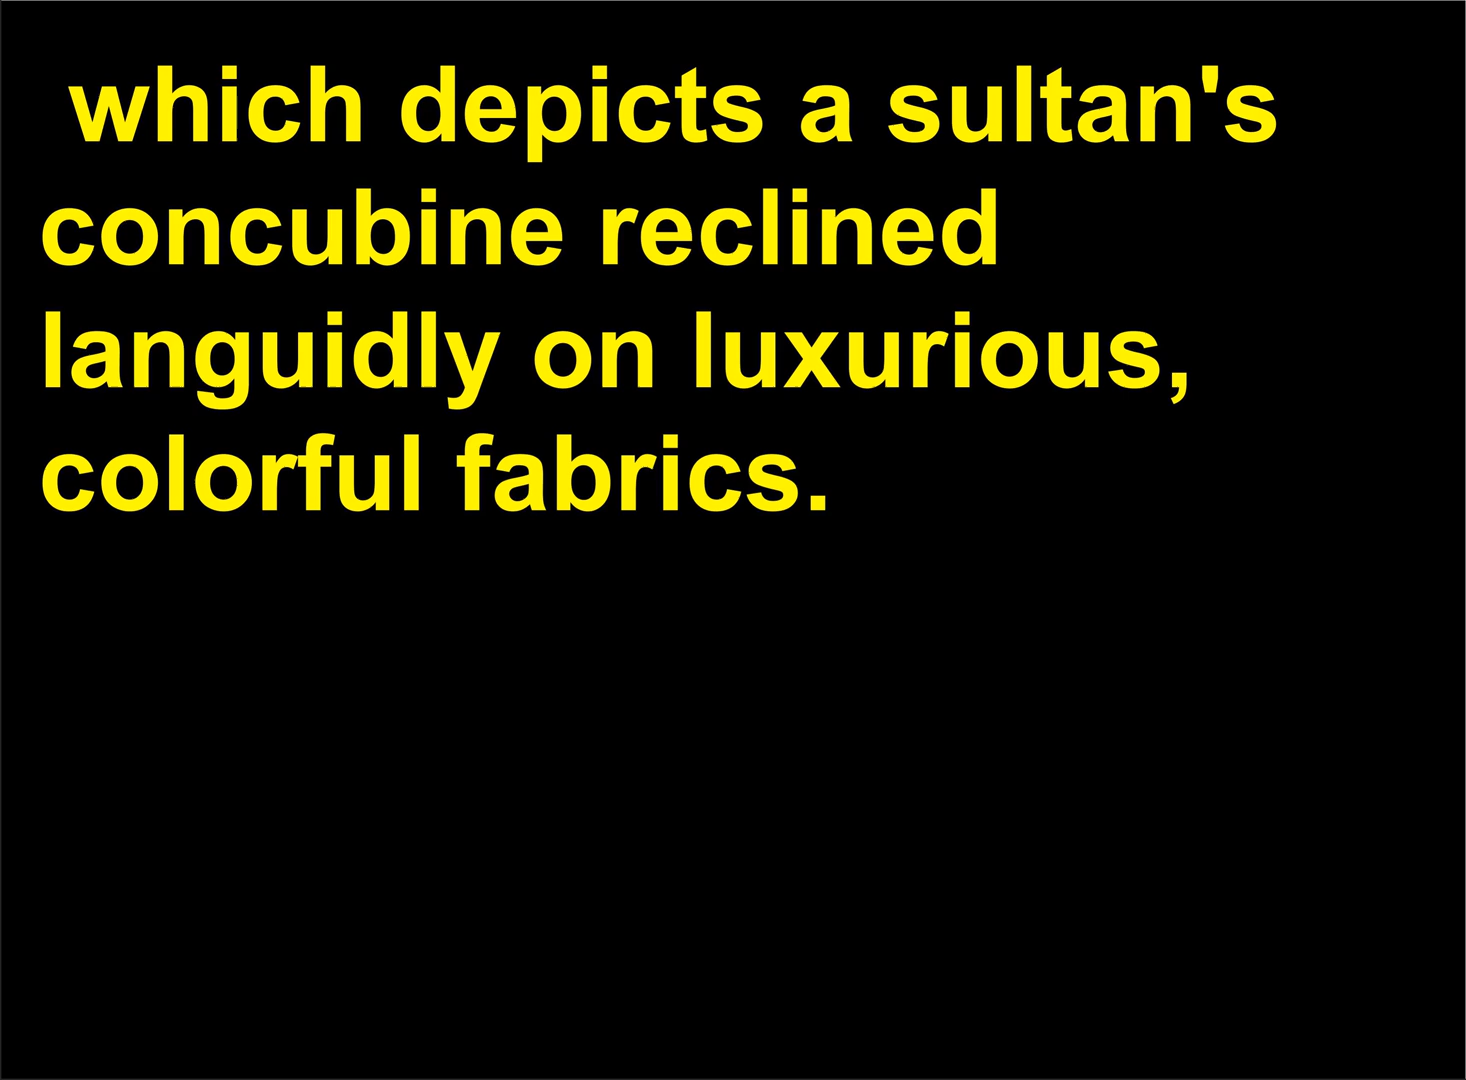 which depicts a sultan's
concubine reclined
languidly on luxurious,
colorful fabrics.